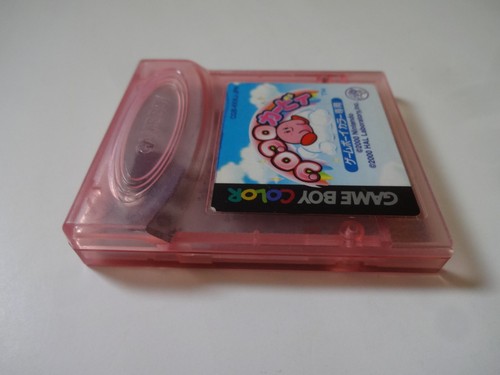 GAME BOY COLOR
コロコロ
カービィ
ゲームボーイカラー専用
©2000 Nintendo
©2000 HAL Laboratory, Inc.